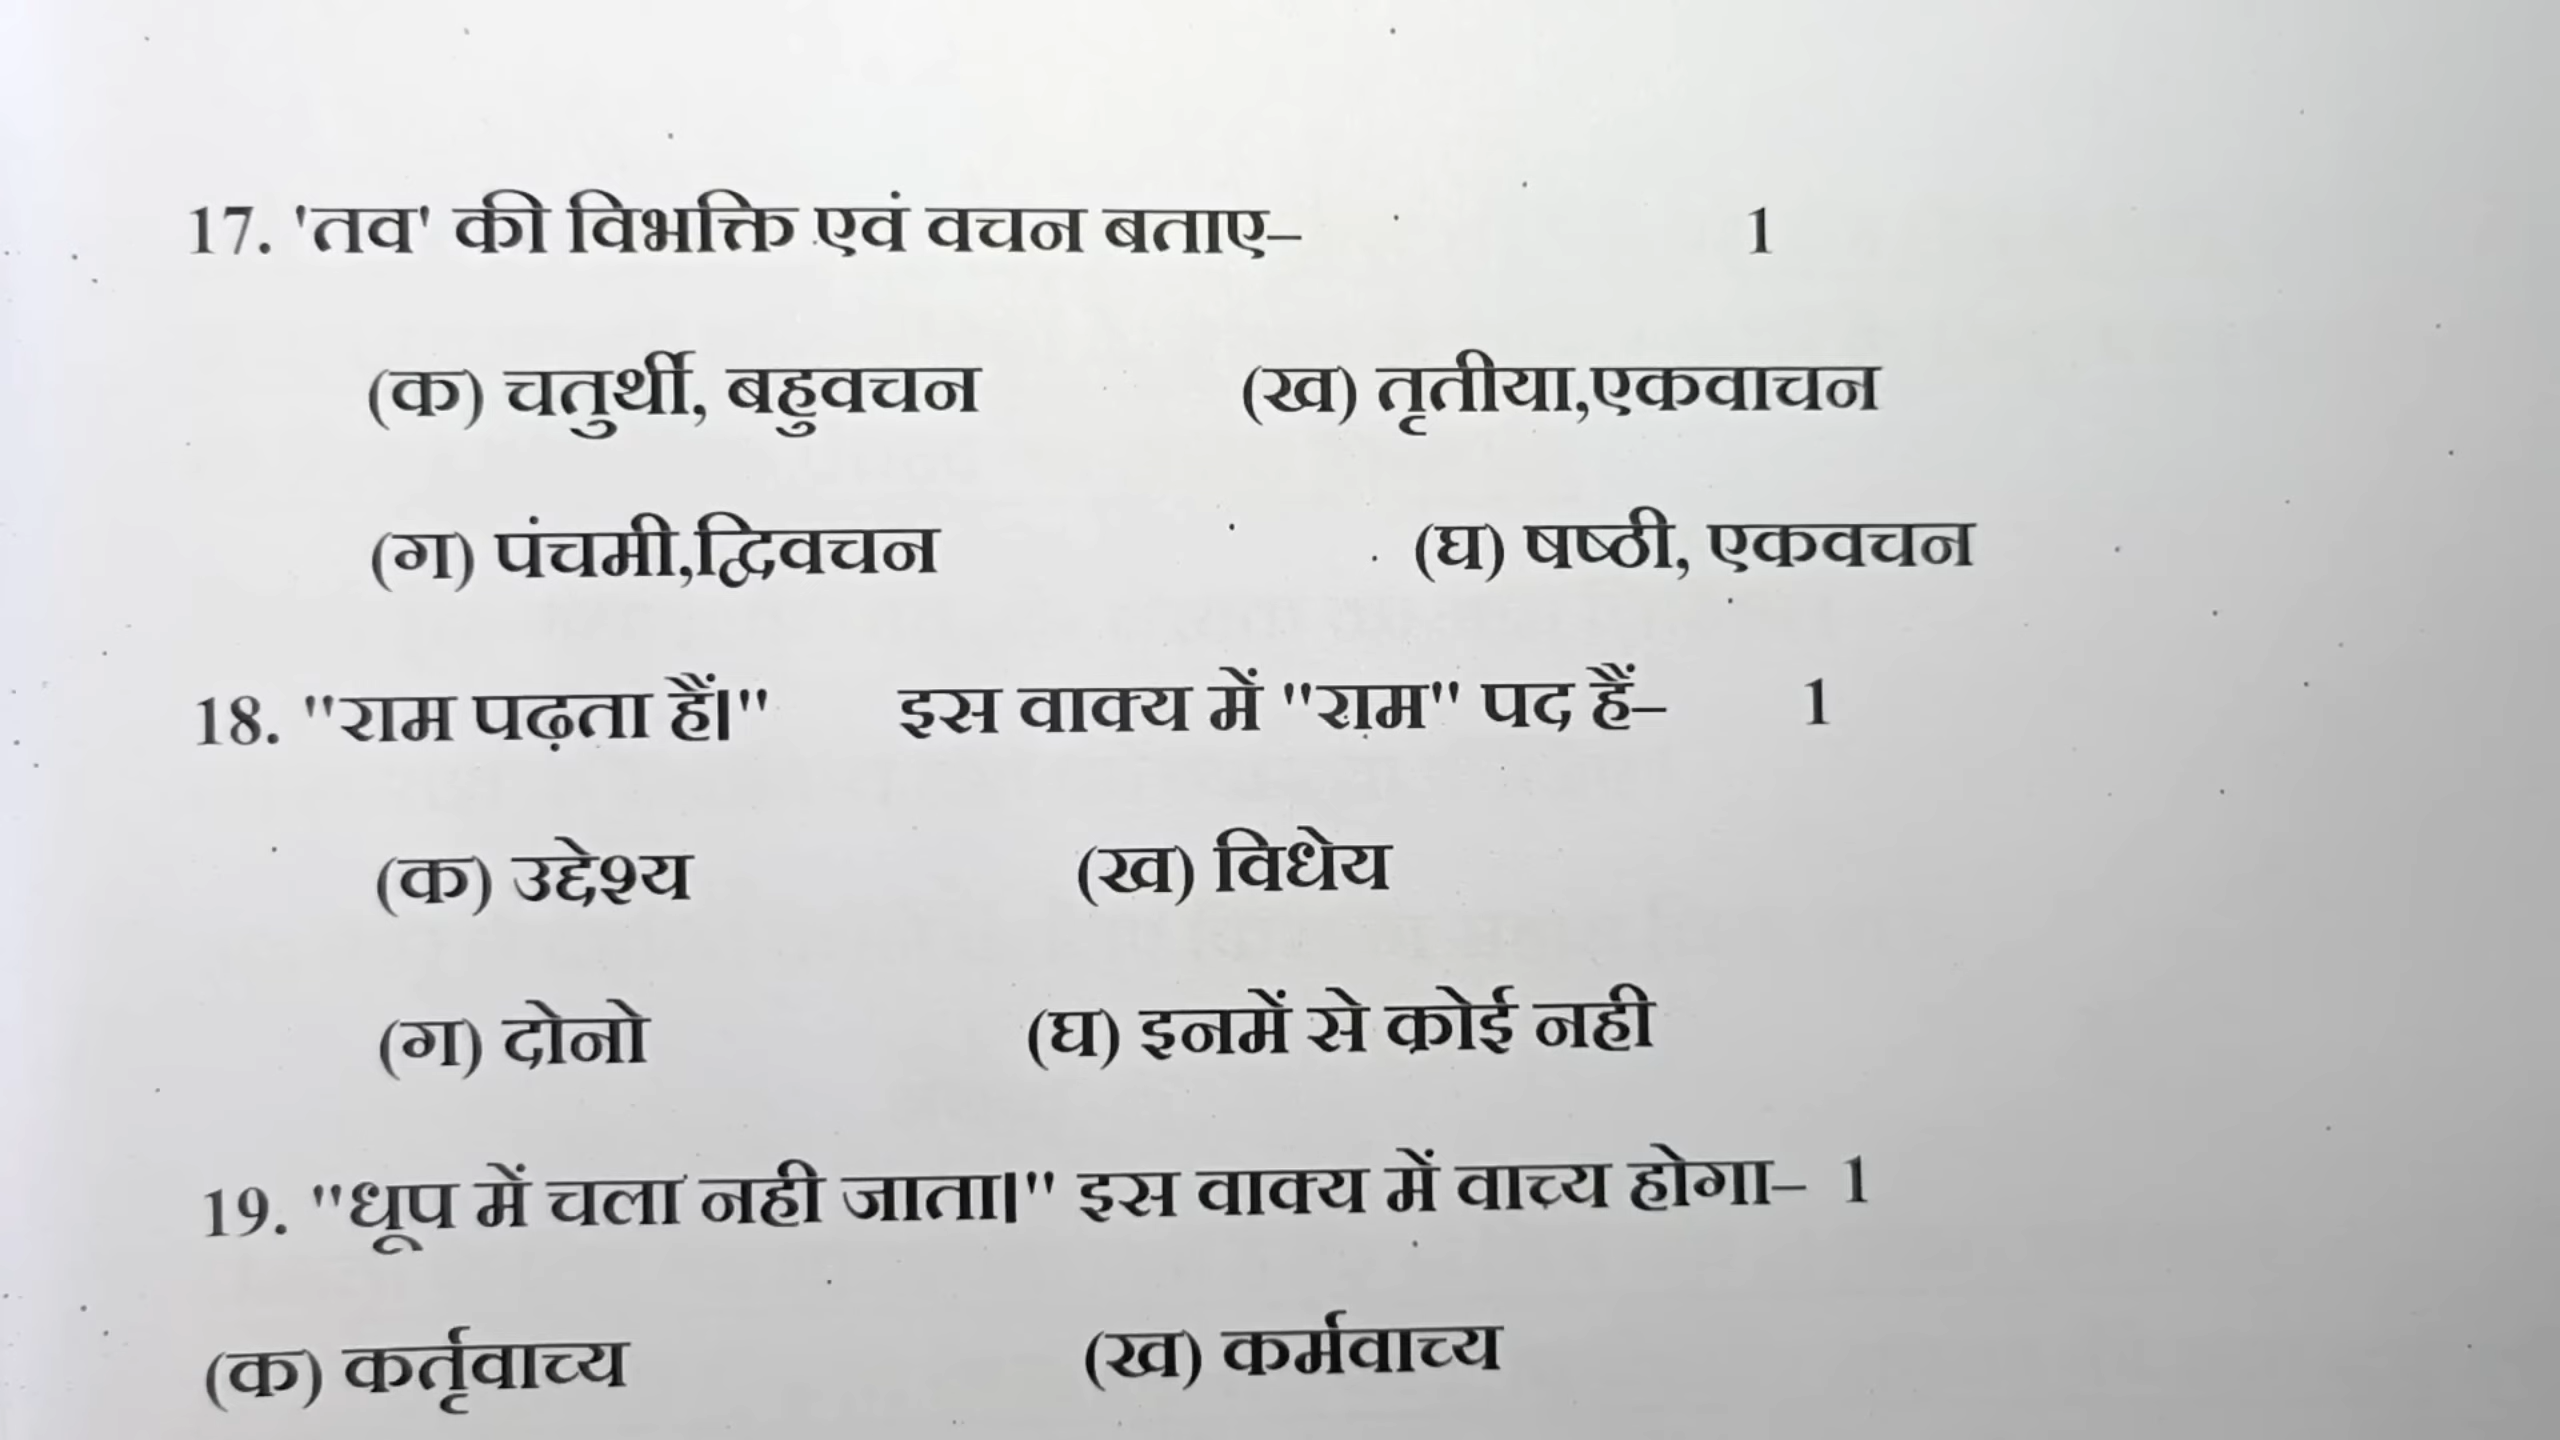 17. 'तव' की विभक्ति एवं वचन बताए– 1
(क) चतुर्थी, बहुवचन (ख) तृतीया,एकवाचन
(ग) पंचमी,द्विवचन (घ) षष्ठी, एकवचन
18. "राम पढ़ता हैं।" इस वाक्य में "राम" पद हैं– 1
(क) उद्देश्य (ख) विधेय
(ग) दोनो (घ) इनमें से कोई नही
19. "धूप में चला नही जाता।" इस वाक्य में वाच्य होगा– 1
(क) कर्तृवाच्य (ख) कर्मवाच्य